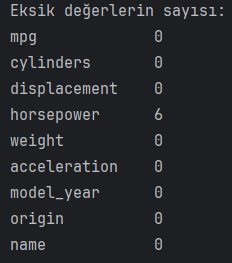 Eksik değerlerin sayısı:
mpg 0
cylinders 0
displacement 0
horsepower 6
weight 0
acceleration 0
model_year 0
origin 0
name 0